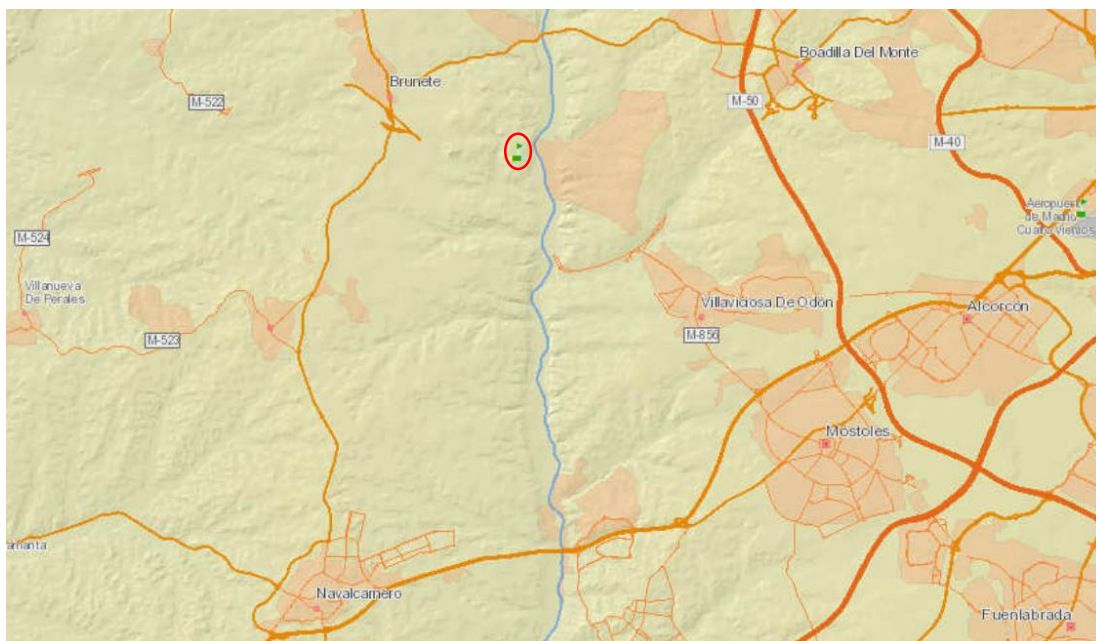 Boadilla Del Monte
Brunete
M-522
M-50
M-40
Aeropuert
de Madrid
Cuatro Vientos
M-524
Villanueva
De Perales
Villaviciosa De Odón
Alcorcón
M-523
M-856
Móstoles
amanta
Navalcarnero
Fuenlabrada